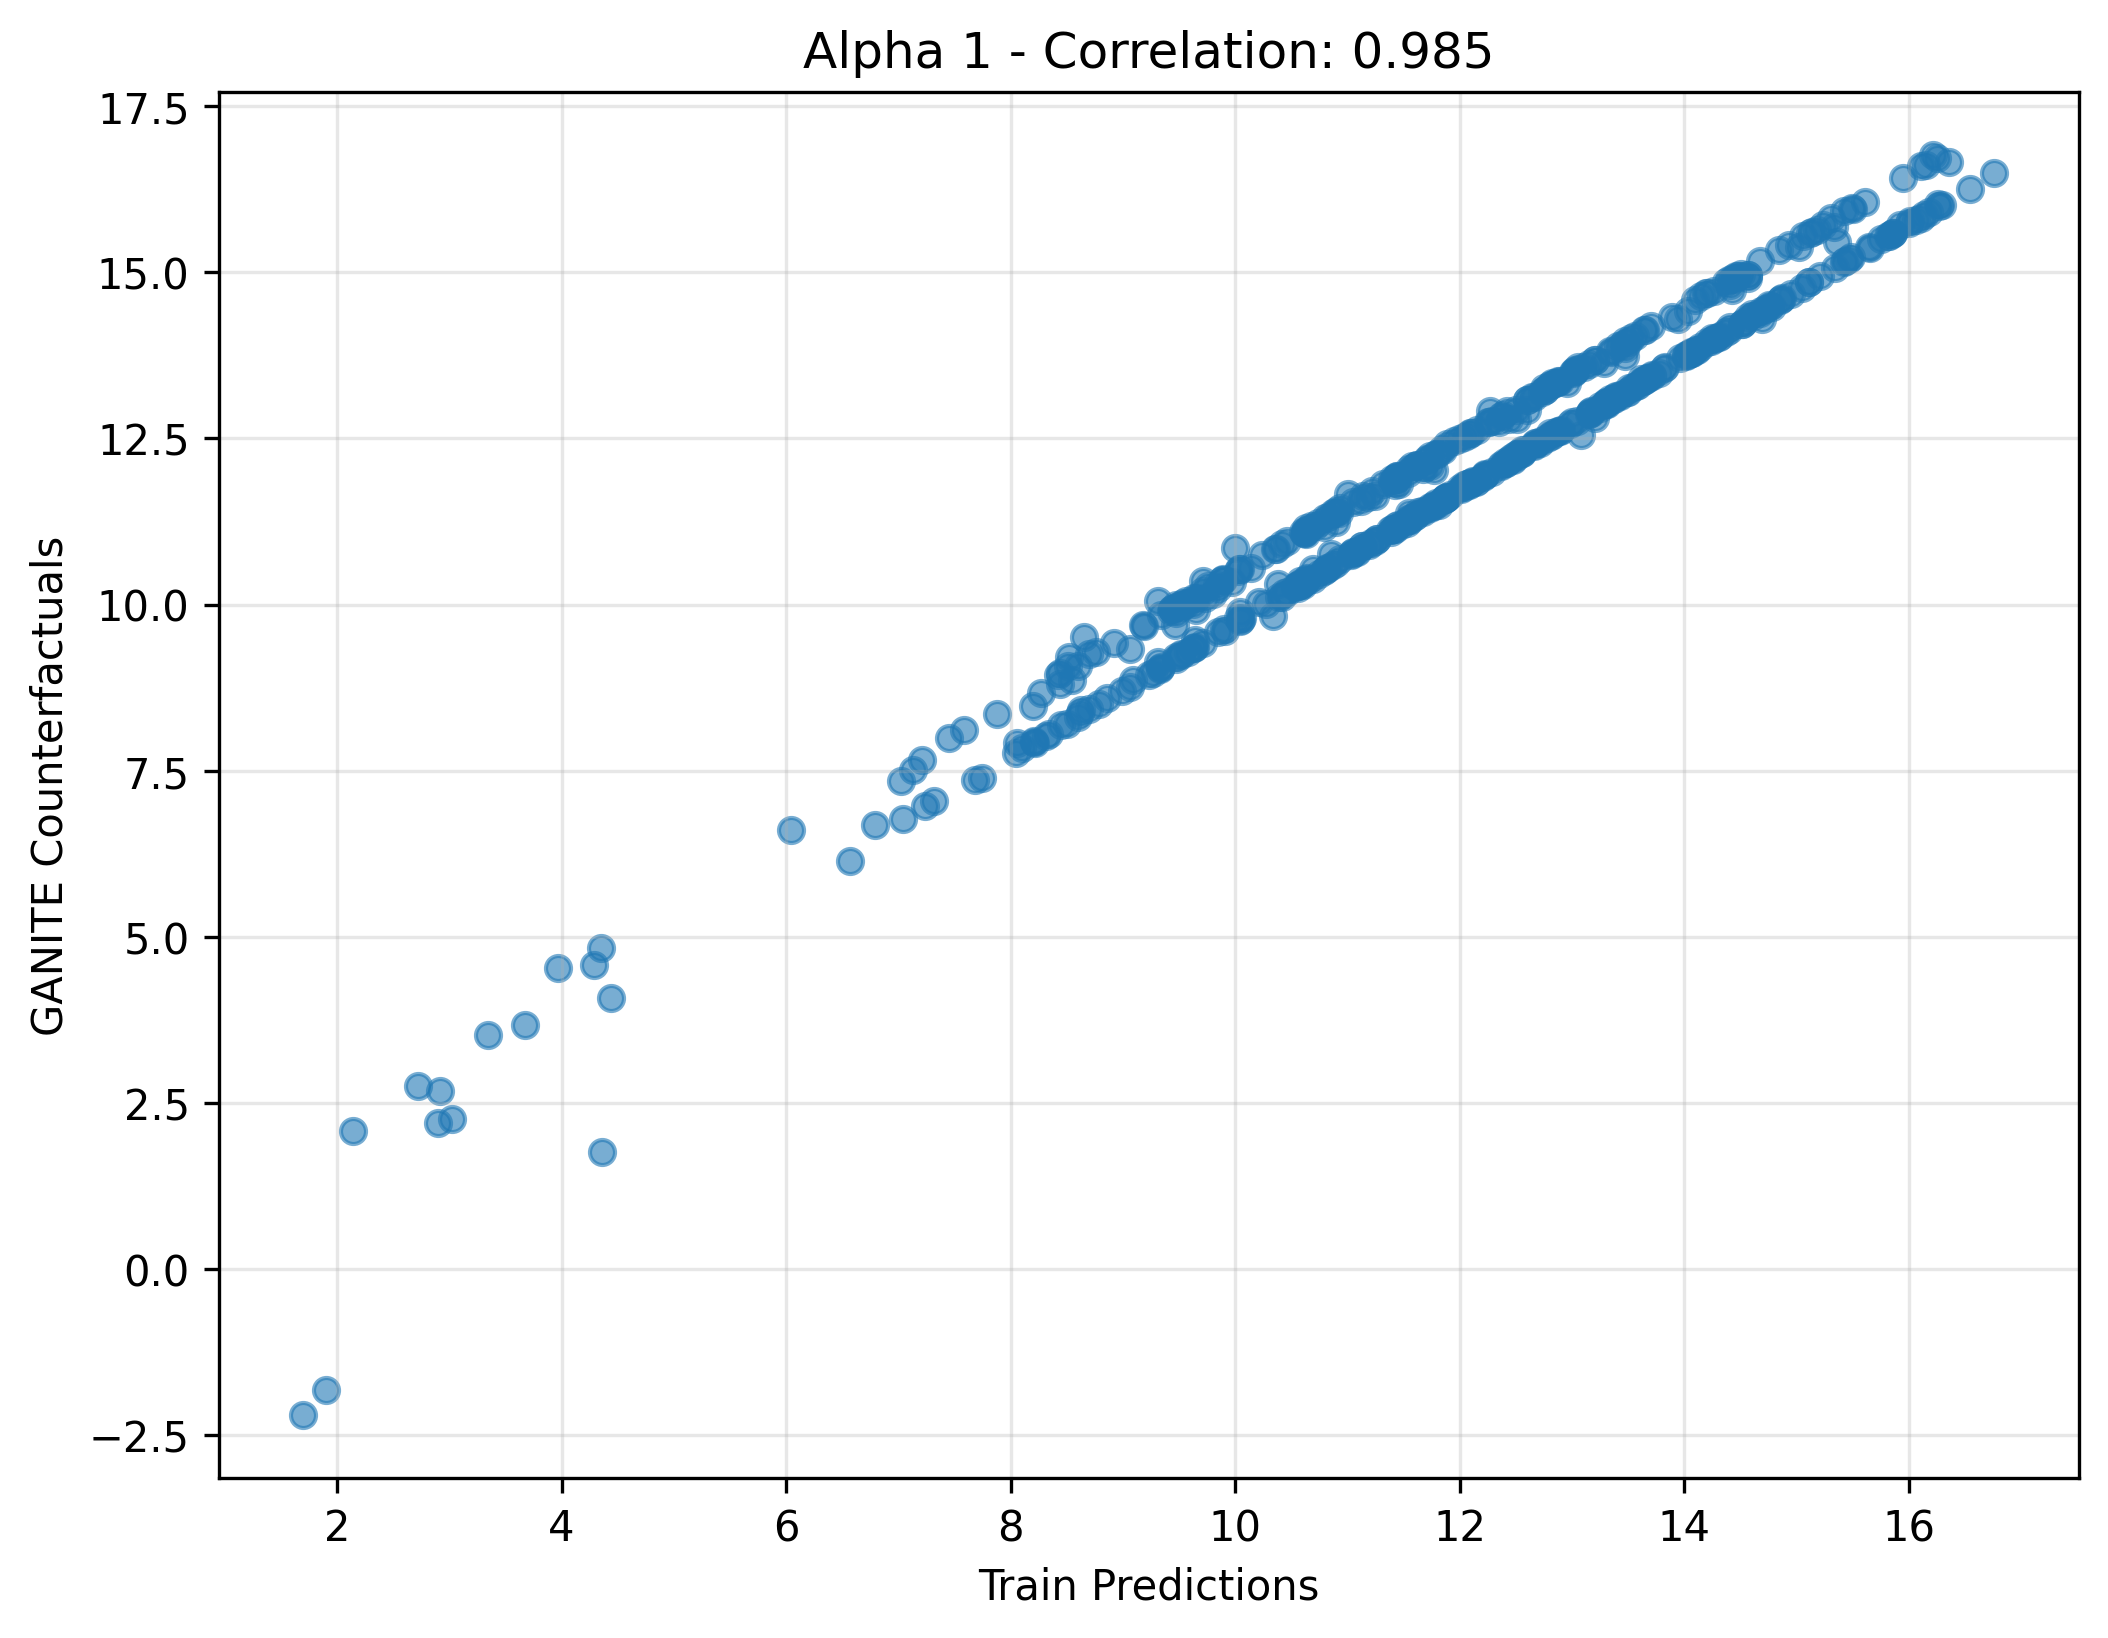 Alpha 1 - Correlation: 0.985
17.5
15.0
12.5
10.0
7.5
5.0
2.5
0.0
−2.5
GANITE Counterfactuals
2 4 6 8 10 12 14 16
Train Predictions